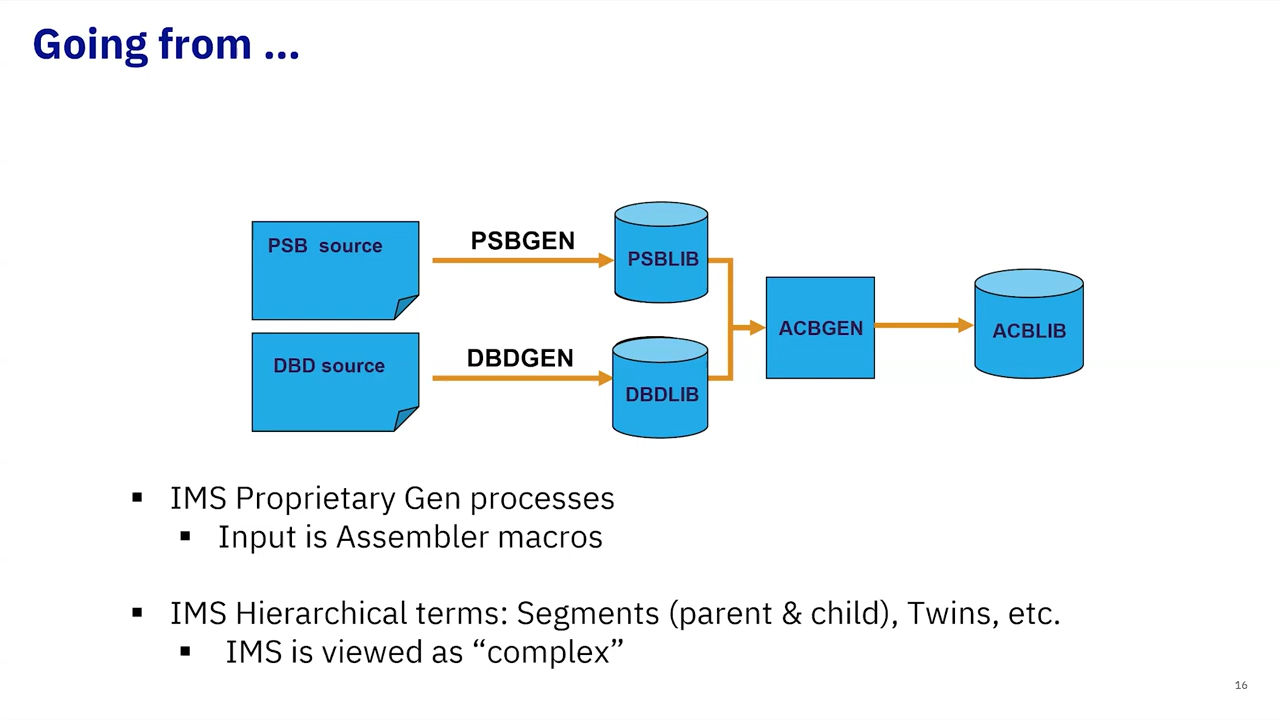 Going from ...
PSB source
PSBGEN
PSBLIB
DBD source
DBDGEN
DBDLIB
ACBGEN
ACBLIB
▪ IMS Proprietary Gen processes
▪ Input is Assembler macros
▪ IMS Hierarchical terms: Segments (parent & child), Twins, etc.
▪ IMS is viewed as “complex”
16